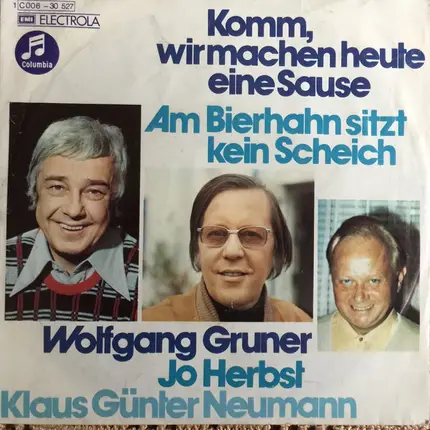 1 C 006-30 527
EMI ELECTROLA
Columbia
Komm,
wir machen heute
eine Sause
Am Bierhahn sitzt
kein Scheich
Wolfgang Gruner
Jo Herbst
Klaus Günter Neumann